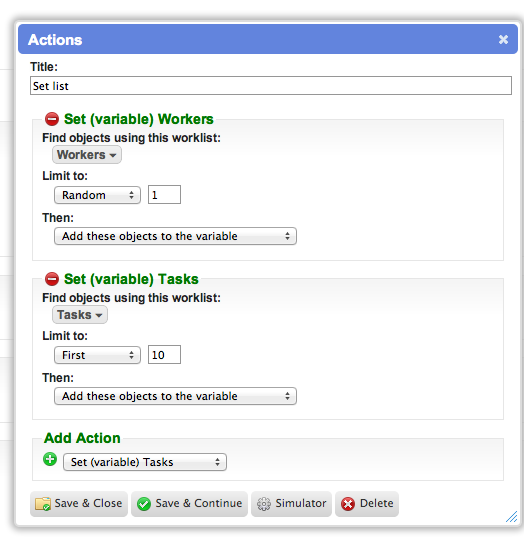 Actions
Title:
Set list
Set (variable) Workers
Find objects using this worklist:
Workers
Limit to:
Random 1
Then:
Add these objects to the variable
Set (variable) Tasks
Find objects using this worklist:
Tasks
Limit to:
First 10
Then:
Add these objects to the variable
Add Action
Set (variable) Tasks
Save & Close Save & Continue Simulator Delete